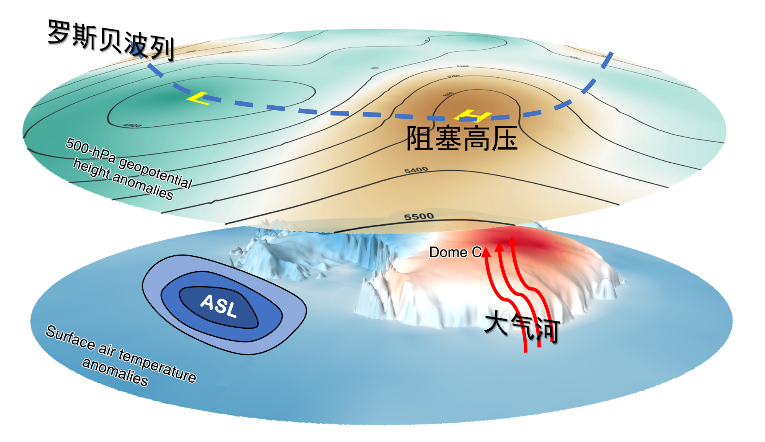 罗斯贝波列
L
H
阻塞高压
500-hPa geopotential
height anomalies
5400
5500
Dome C
ASL
大气河
Surface air temperature
anomalies